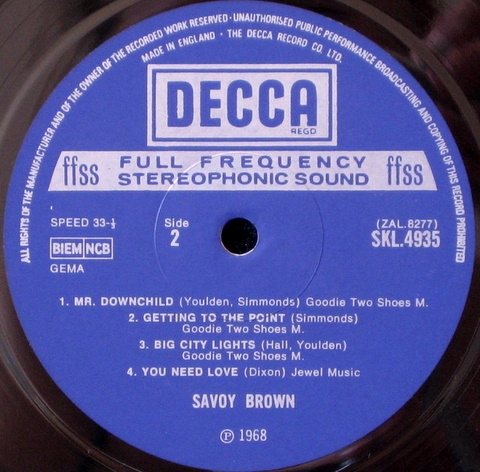 ALL RIGHTS OF THE MANUFACTURER AND OF THE OWNER OF THE RECORDED WORK RESERVED · UNAUTHORISED PUBLIC PERFORMANCE BROADCASTING AND COPYING OF THIS RECORD PROHIBITED
MADE IN ENGLAND · THE DECCA RECORD CO. LTD.
DECCA
REGD
ffss FULL FREQUENCY ffss
STEREOPHONIC SOUND
SPEED 33-⅓ Side (ZAL.8277)
2 SKL.4935
BIEM NCB
GEMA
1. MR. DOWNCHILD (Youlden, Simmonds) Goodie Two Shoes M.
2. GETTING TO THE POINT (Simmonds)
Goodie Two Shoes M.
3. BIG CITY LIGHTS (Hall, Youlden)
Goodie Two Shoes M.
4. YOU NEED LOVE (Dixon) Jewel Music
SAVOY BROWN
℗ 1968